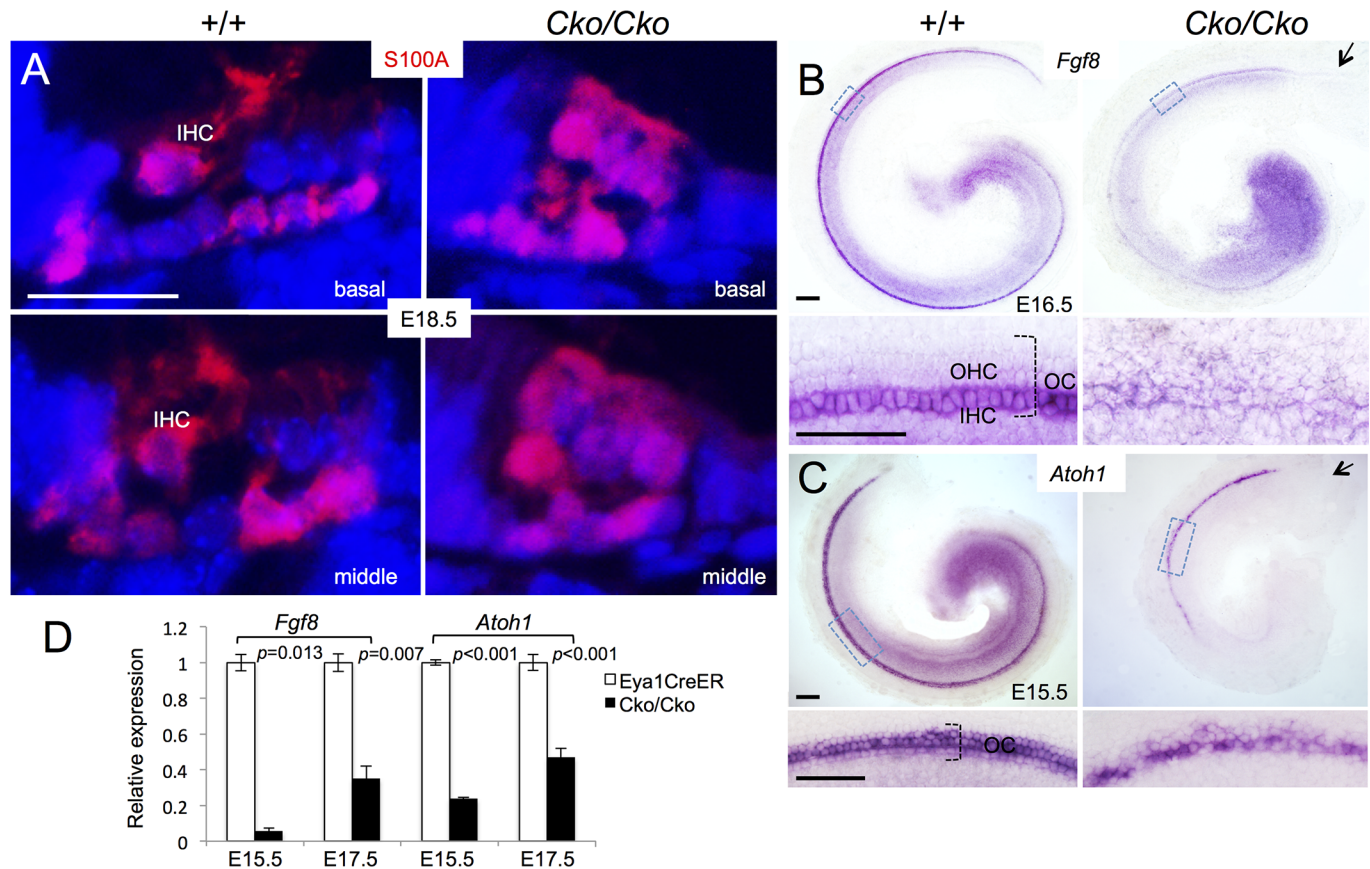 +/+
Cko/Cko
+/+
Cko/Cko
A
S100A
IHC
basal
basal
E18.5
IHC
middle
middle
B
Fgf8
E16.5
OHC
OC
IHC
C
Atoh1
E15.5
OC
D
Fgf8
Atoh1
1.2
1
0.8
0.6
0.4
0.2
0
Relative expression
p=0.013
p=0.007
p<0.001
p<0.001
Eya1CreER
Cko/Cko
E15.5
E17.5
E15.5
E17.5